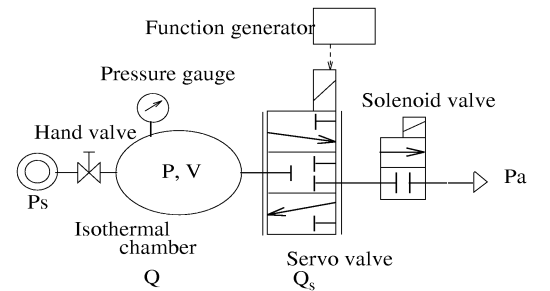 Function generator
Pressure gauge
Solenoid valve
Hand valve
P, V
Pa
Ps
Isothermal
chamber
Servo valve
Q
Qs